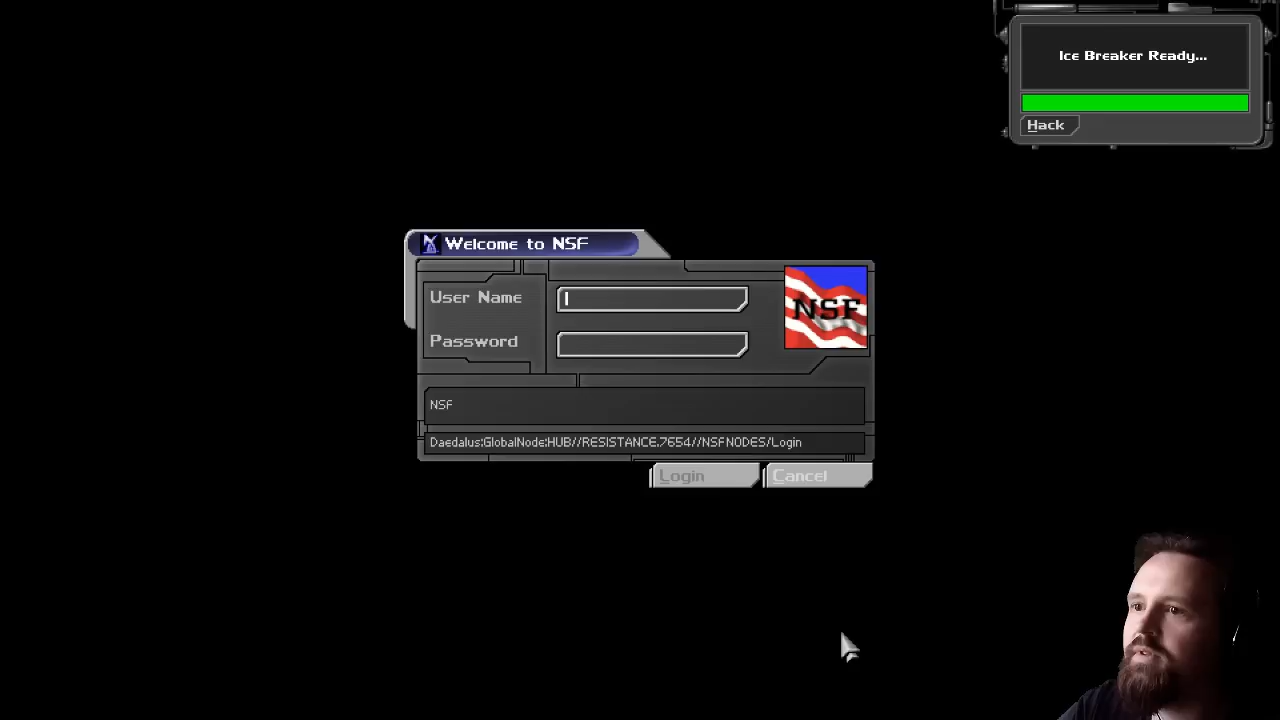 Ice Breaker Ready...
Hack
Welcome to NSF
User Name
NSF
Password
NSF
Daedalus:GlobalNode:HUB//RESISTANCE.7654//NSFNODES/Login
Login
Cancel